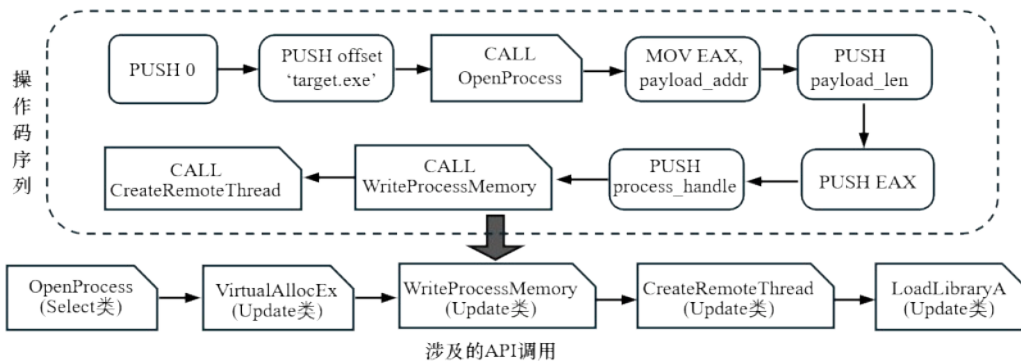 操
作
码
序
列
PUSH 0
PUSH offset
‘target.exe’
CALL
OpenProcess
MOV EAX,
payload_addr
PUSH
payload_len
CALL
CreateRemoteThread
CALL
WriteProcessMemory
PUSH
process_handle
PUSH EAX
OpenProcess
(Select类)
VirtualAllocEx
(Update类)
WriteProcessMemory
(Update类)
CreateRemoteThread
(Update类)
LoadLibraryA
(Update类)
涉及的API调用